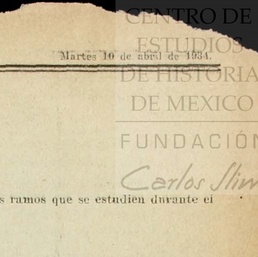 CENTRO DE
ESTUDIOS
Martes 10 de abril de 1934.
DE HISTORIA
DE MEXICO
FUNDACIÓN
Carlos Slim
s ramos que se estudien durante el